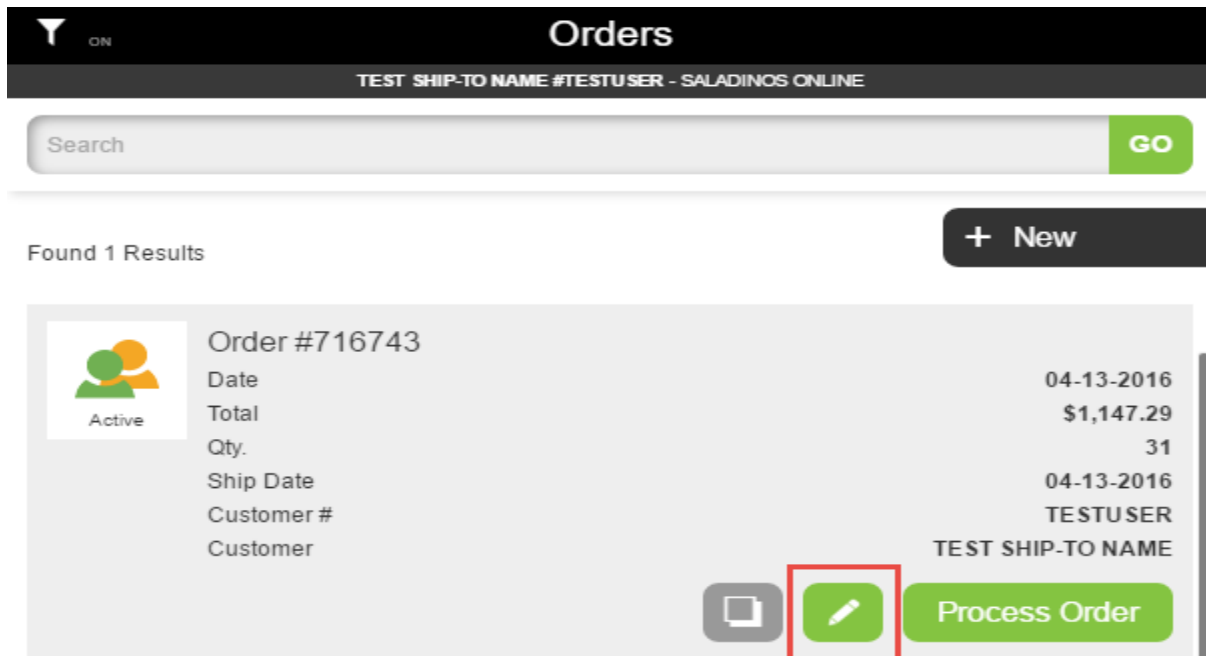 ON
Orders
TEST SHIP-TO NAME #TESTUSER - SALADINOS ONLINE
Search
GO
Found 1 Results
+ New
Order #716743
Active
Date 04-13-2016
Total $1,147.29
Qty. 31
Ship Date 04-13-2016
Customer # TESTUSER
Customer TEST SHIP-TO NAME
Process Order